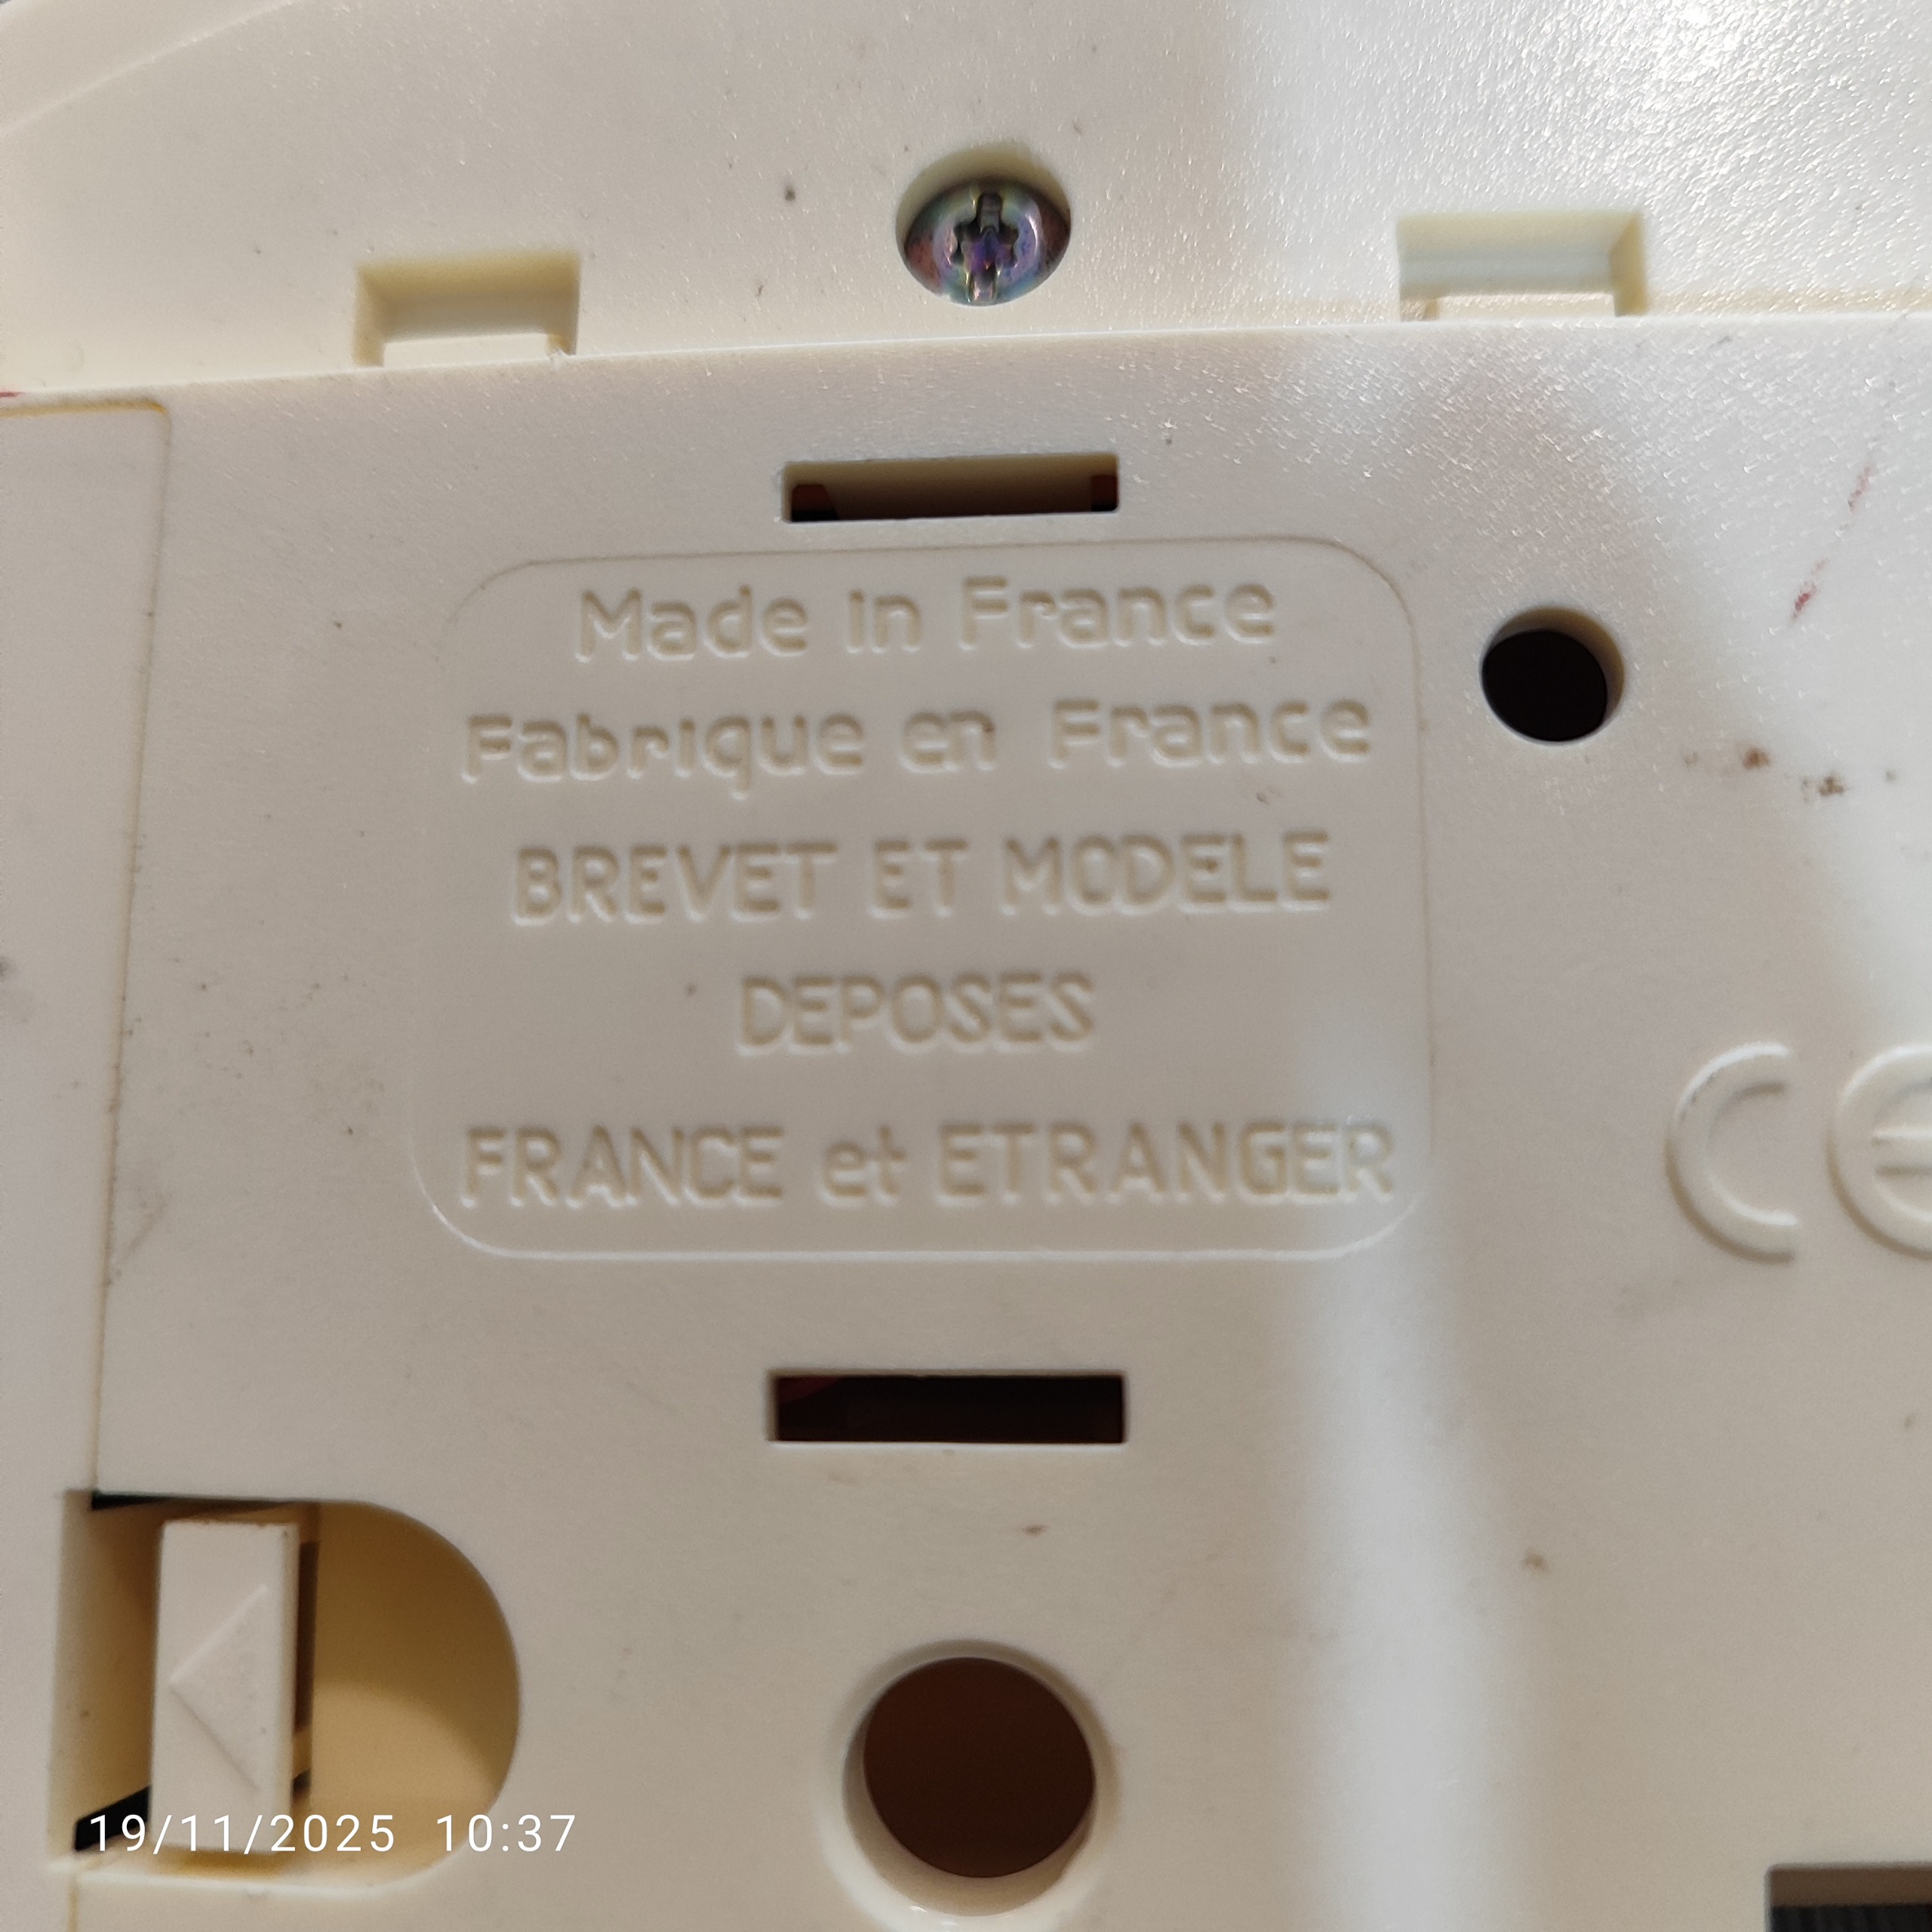 Made in France
Fabrique en France
BREVET ET MODELE
DEPOSES
FRANCE et ETRANGER
CE
19/11/2025 10:37